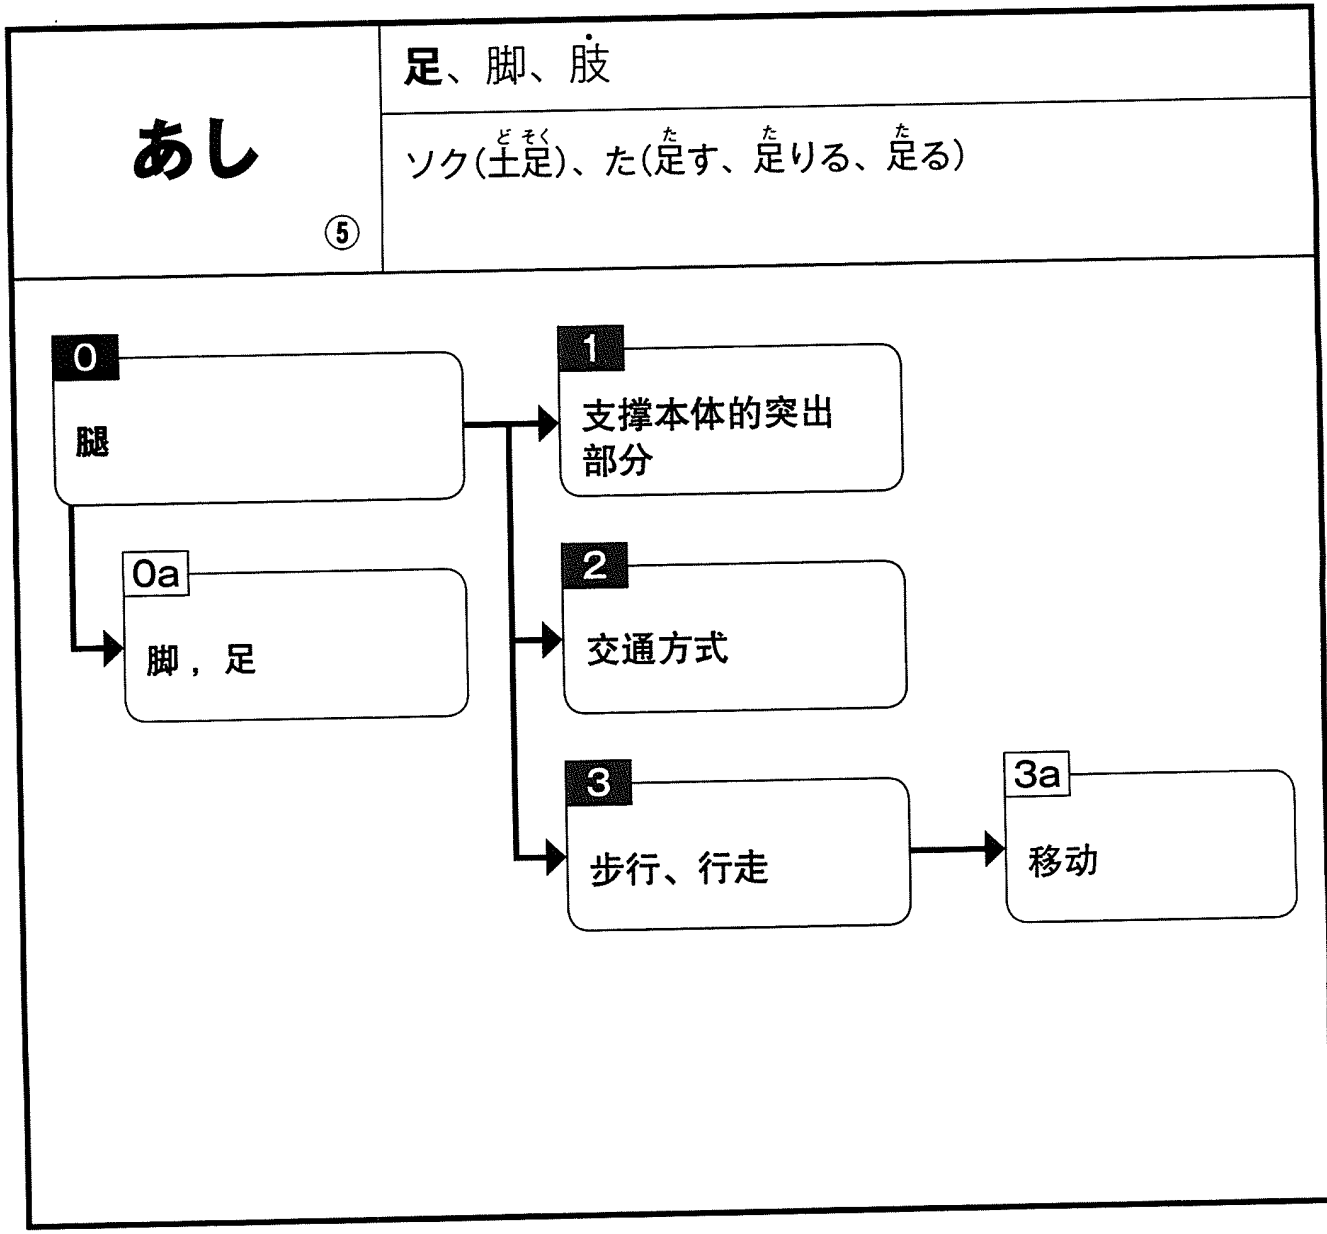 あし
⑤
足、脚、肢
ど そく た た た
ソク(土足)、た(足す、足りる、足る)
0
腿
1
支撑本体的突出
部分
0a
脚，足
2
交通方式
3
步行、行走
3a
移动